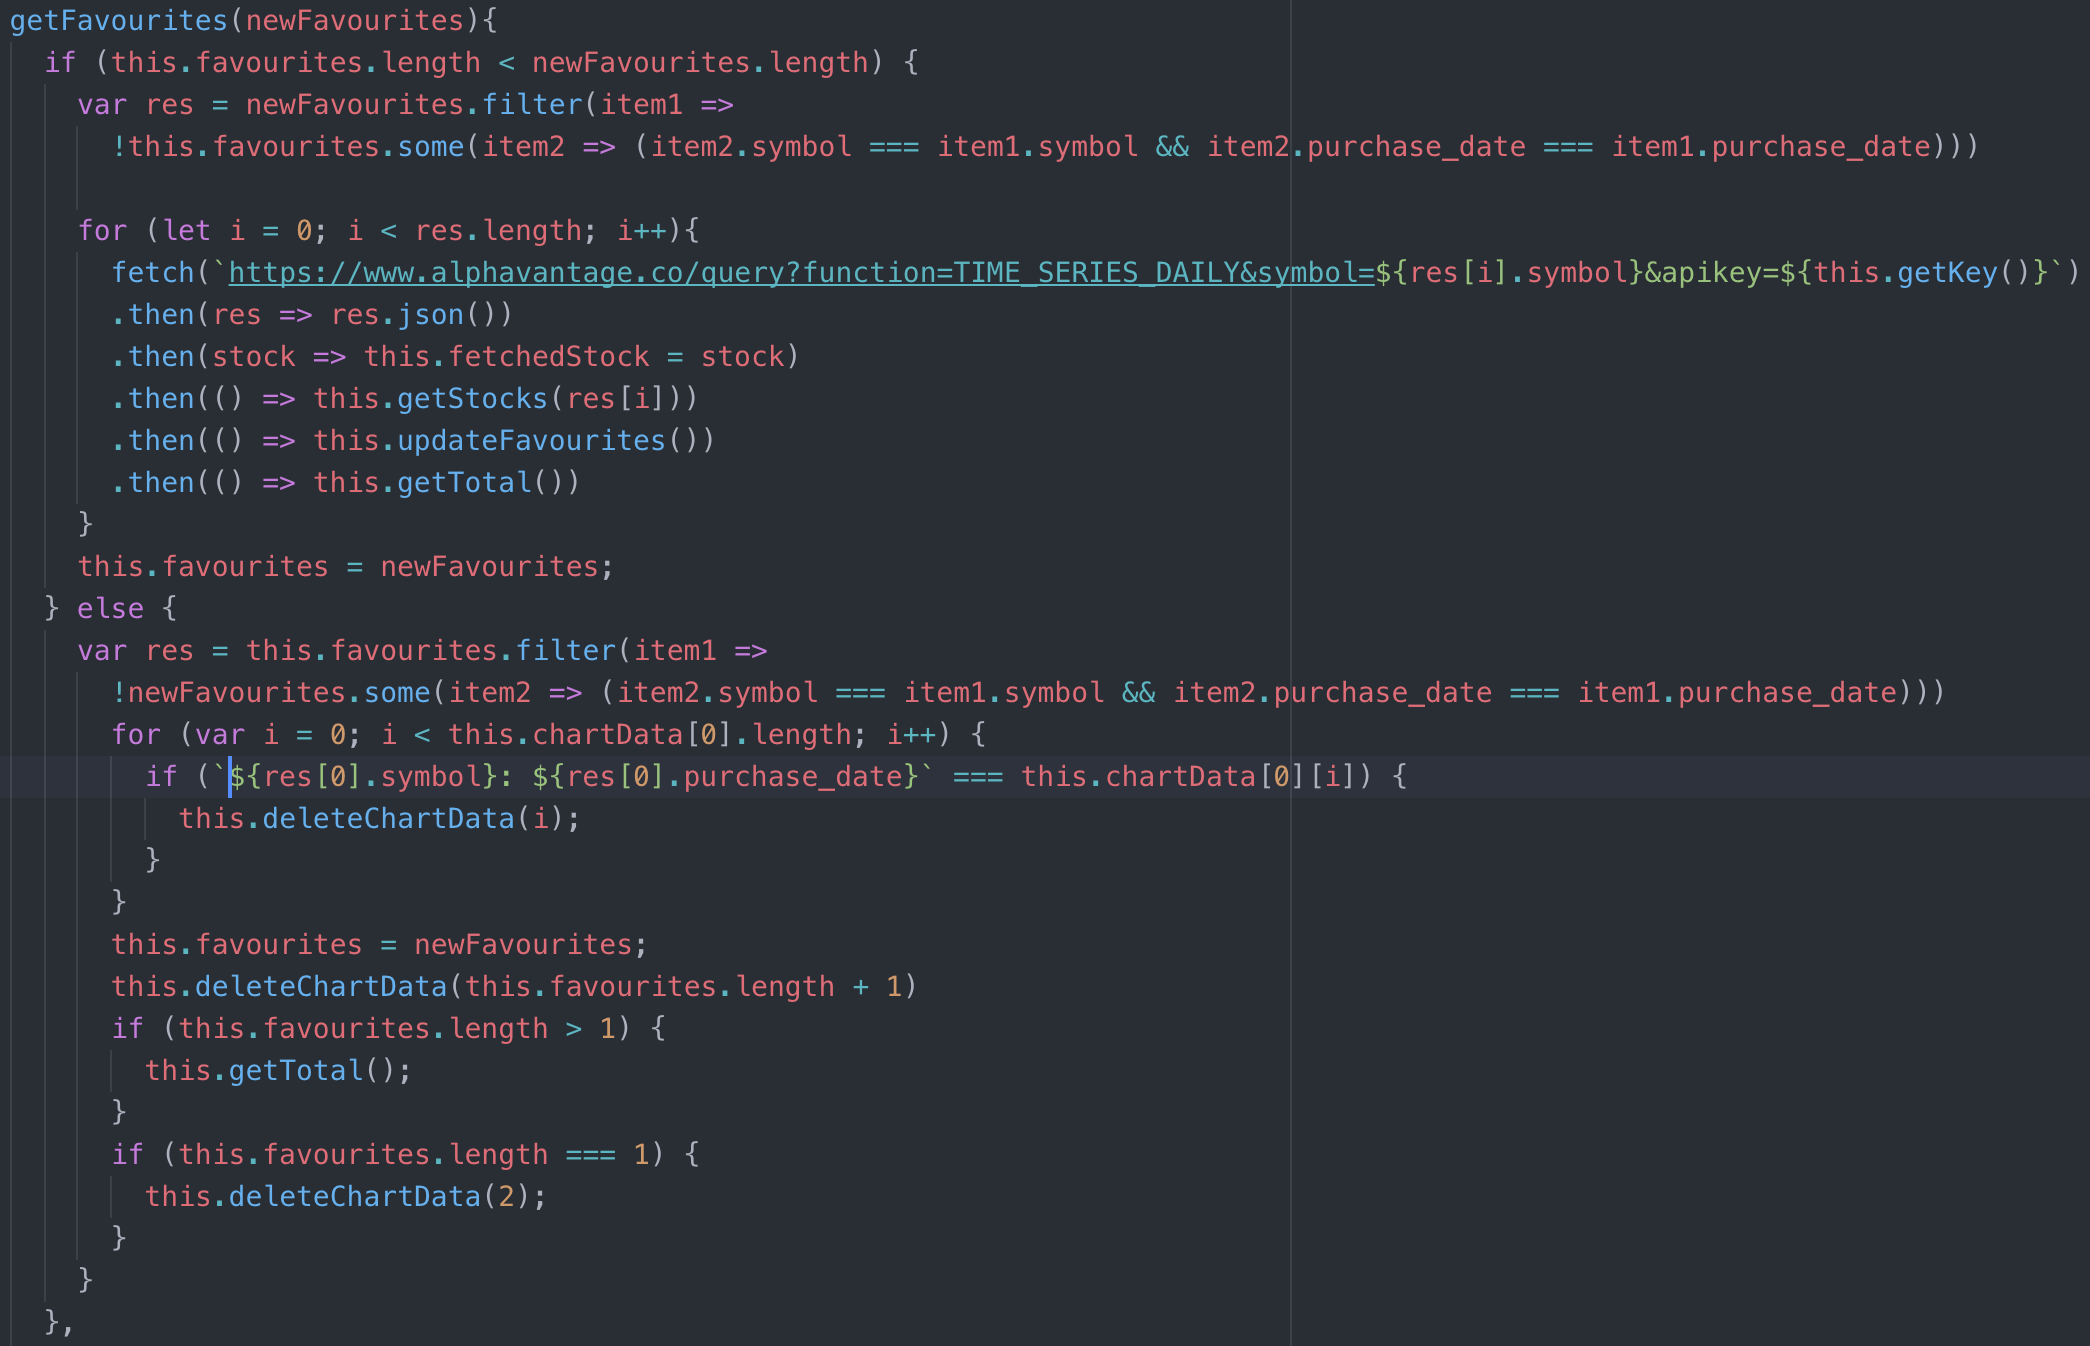 getFavourites(newFavourites){
if (this.favourites.length < newFavourites.length) {
var res = newFavourites.filter(item1 =>
!this.favourites.some(item2 => (item2.symbol === item1.symbol && item2.purchase_date === item1.purchase_date)))
for (let i = 0; i < res.length; i++){
fetch(`https://www.alphavantage.co/query?function=TIME_SERIES_DAILY&symbol=${res[i].symbol}&apikey=${this.getKey()}`)
.then(res => res.json())
.then(stock => this.fetchedStock = stock)
.then(() => this.getStocks(res[i]))
.then(() => this.updateFavourites())
.then(() => this.getTotal())
}
this.favourites = newFavourites;
} else {
var res = this.favourites.filter(item1 =>
!newFavourites.some(item2 => (item2.symbol === item1.symbol && item2.purchase_date === item1.purchase_date)))
for (var i = 0; i < this.chartData[0].length; i++) {
if (`${res[0].symbol}: ${res[0].purchase_date}` === this.chartData[0][i]) {
this.deleteChartData(i);
}
}
this.favourites = newFavourites;
this.deleteChartData(this.favourites.length + 1)
if (this.favourites.length > 1) {
this.getTotal();
}
if (this.favourites.length === 1) {
this.deleteChartData(2);
}
}
},